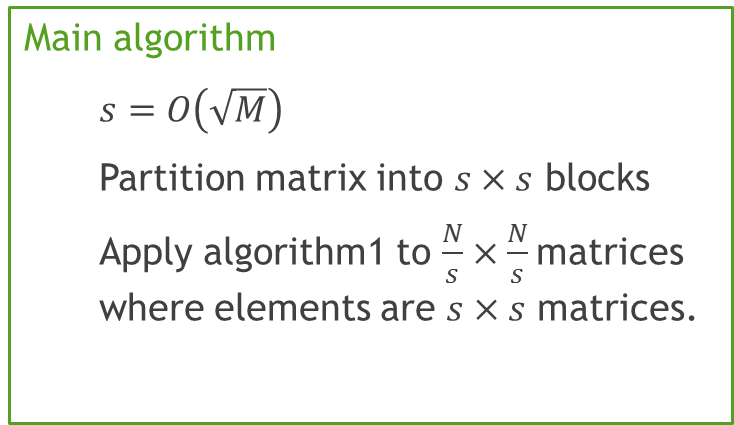 Main algorithm
s = O(√M)
Partition matrix into s × s blocks
Apply algorithm1 to N/s × N/s matrices
where elements are s × s matrices.